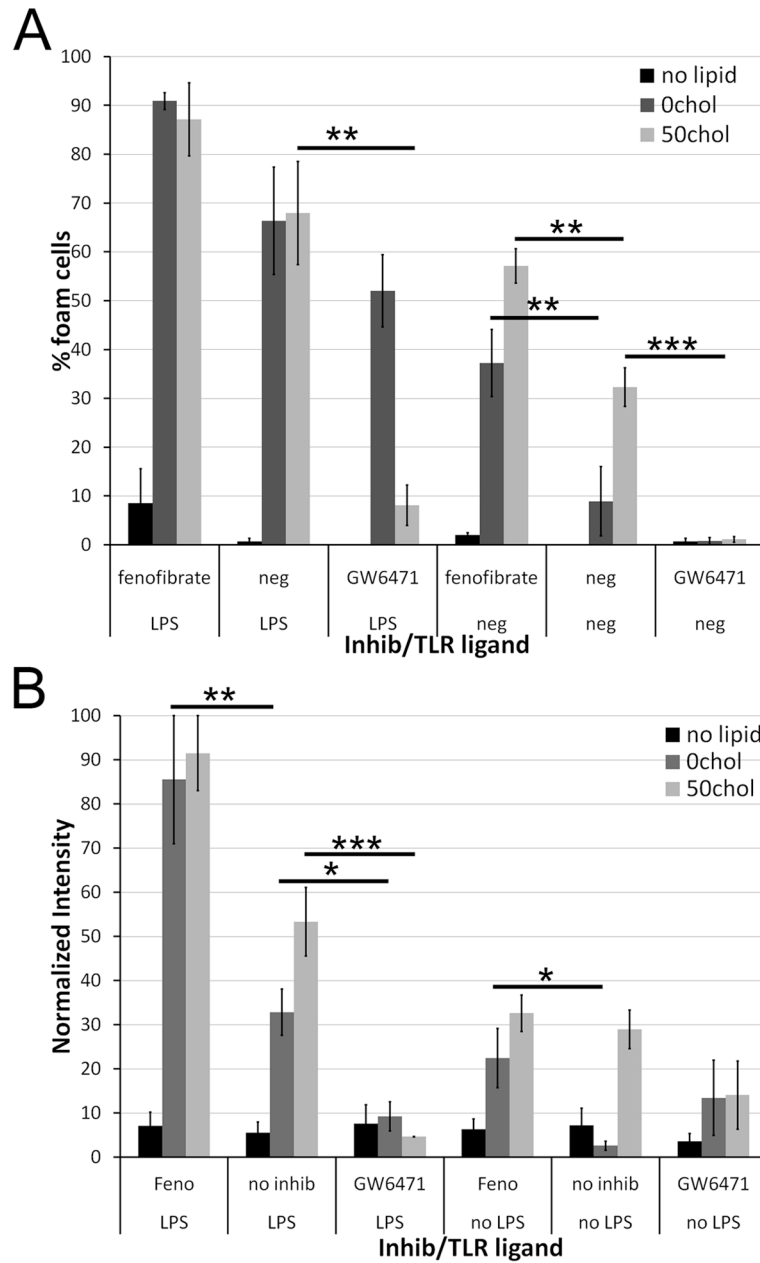 A
100
90
80
70
60
50
40
30
20
10
0
% foam cells
no lipid
0chol
50chol
**
**
**
***
fenofibrate neg GW6471 fenofibrate neg GW6471
LPS LPS LPS neg neg neg
Inhib/TLR ligand
B
100
90
80
70
60
50
40
30
20
10
0
Normalized Intensity
no lipid
0chol
50chol
**
***
*
*
Feno no inhib GW6471 Feno no inhib GW6471
LPS LPS LPS no LPS no LPS no LPS
Inhib/TLR ligand